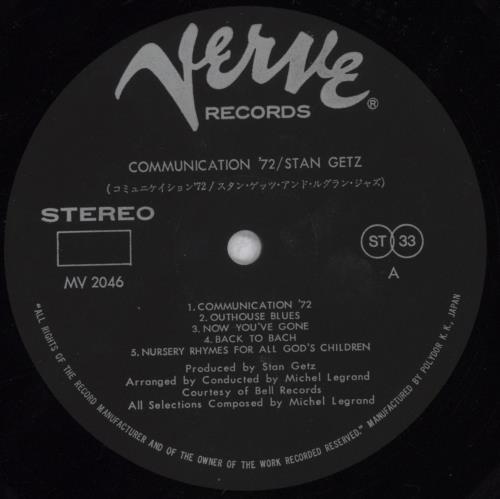 Verve
®
RECORDS
COMMUNICATION '72/STAN GETZ
(コミュニケイション'72/スタン・ゲッツ・アンド・ルグラン・ジャズ)
STEREO
MV 2046
ST 33
A
1. COMMUNICATION '72
2. OUTHOUSE BLUES
3. NOW YOU'VE GONE
4. BACK TO BACH
5. NURSERY RHYMES FOR ALL GOD'S CHILDREN
Produced by Stan Getz
Arranged by Conducted by Michel Legrand
Courtesy of Bell Records
All Selections Composed by Michel Legrand
"ALL RIGHTS OF THE RECORD MANUFACTURER AND OF THE OWNER OF THE WORK RECORDED RESERVED." MANUFACTURED BY POLYDOR K. K., JAPAN